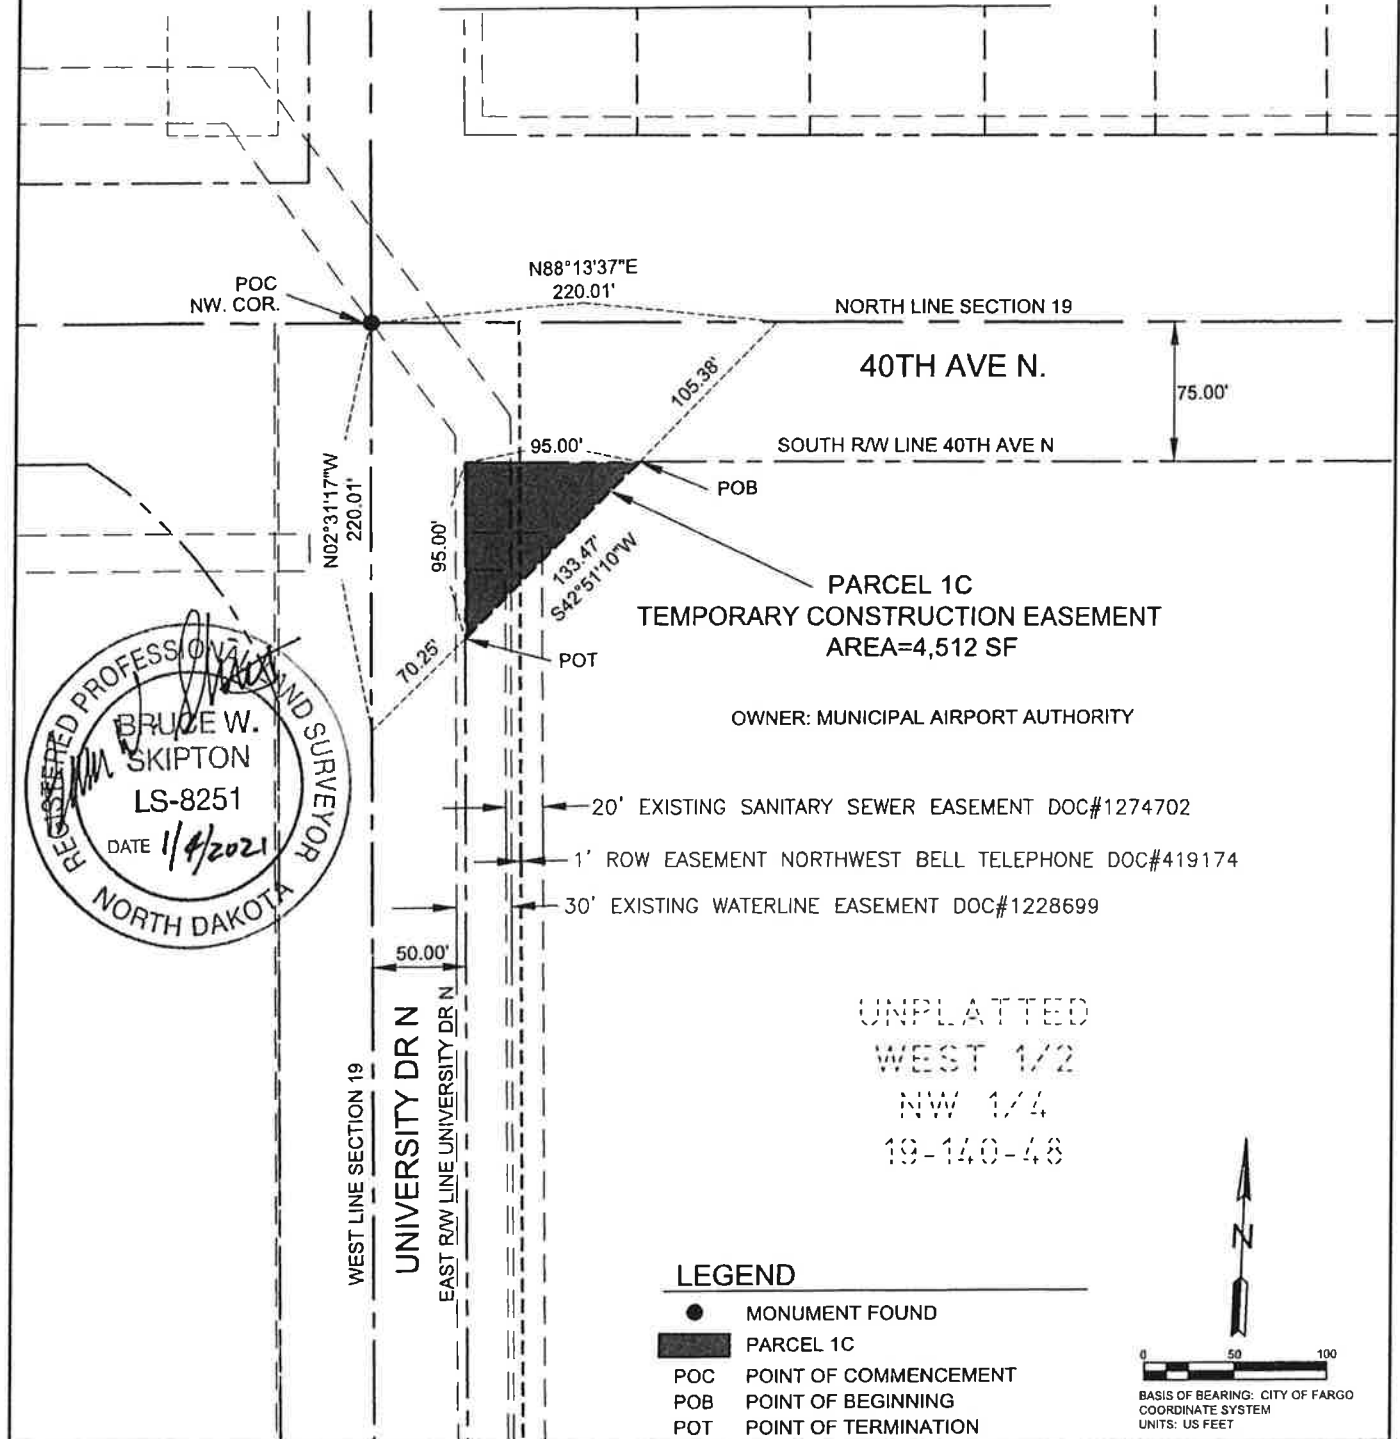 N88°13'37"E
220.01'
POC
NW. COR.
NORTH LINE SECTION 19
40TH AVE N.
105.38'
75.00'
95.00'
SOUTH R/W LINE 40TH AVE N
POB
N02°31'17"W
220.01'
95.00'
133.47'
S42°51'10"W
PARCEL 1C
TEMPORARY CONSTRUCTION EASEMENT
AREA=4,512 SF
POT
70.25'
OWNER: MUNICIPAL AIRPORT AUTHORITY
REGISTERED PROFESSIONAL LAND SURVEYOR
BRUCE W.
SKIPTON
LS-8251
DATE 1/4/2021
NORTH DAKOTA
20' EXISTING SANITARY SEWER EASEMENT DOC#1274702
1' ROW EASEMENT NORTHWEST BELL TELEPHONE DOC#419174
30' EXISTING WATERLINE EASEMENT DOC#1228699
50.00'
WEST LINE SECTION 19
UNIVERSITY DR N
EAST R/W LINE UNIVERSITY DR N
UNPLATTED
WEST 1/2
NW 1/4
19-140-48
N
LEGEND
MONUMENT FOUND
PARCEL 1C
POC POINT OF COMMENCEMENT
POB POINT OF BEGINNING
POT POINT OF TERMINATION
0 50 100
BASIS OF BEARING: CITY OF FARGO
COORDINATE SYSTEM
UNITS: US FEET